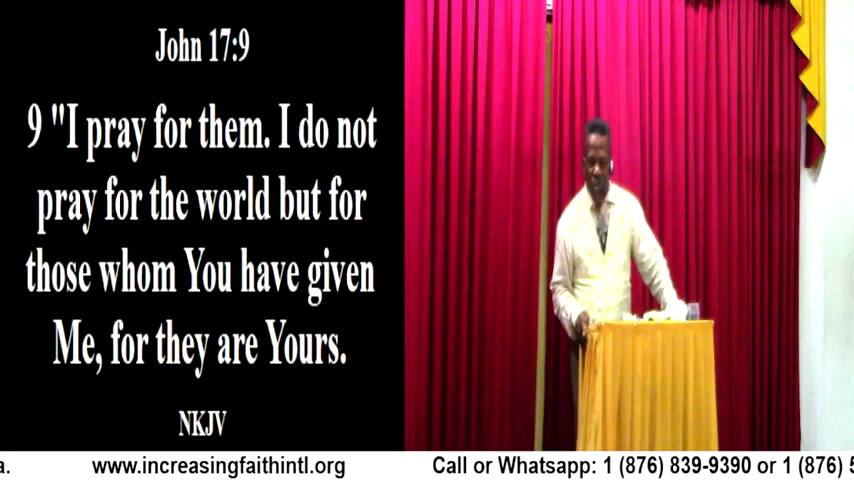 John 17:9
9 "I pray for them. I do not
pray for the world but for
those whom You have given
Me, for they are Yours.
NKJV
a. www.increasingfaithintl.org Call or Whatsapp: 1 (876) 839-9390 or 1 (876) 5